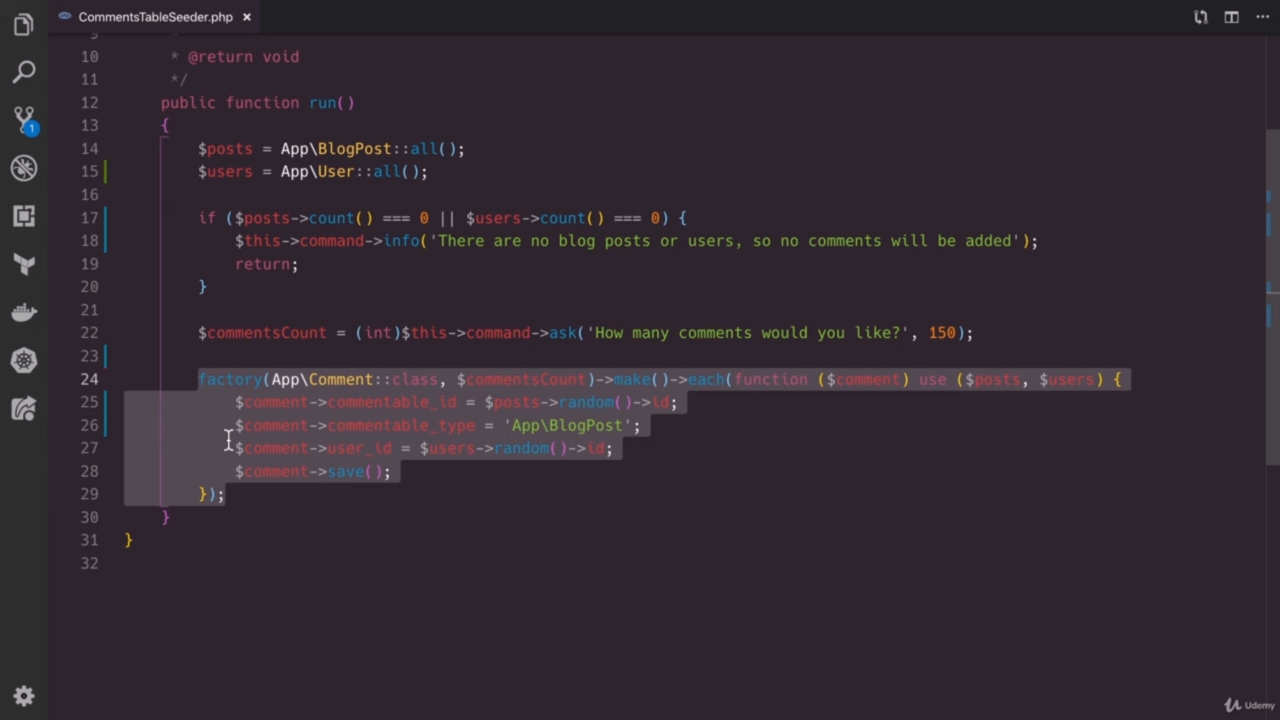 CommentsTableSeeder.php ×
9 *
10 * @return void
11 */
12 public function run()
13 {
14 $posts = App\BlogPost::all();
15 $users = App\User::all();
16
17 if ($posts->count() === 0 || $users->count() === 0) {
18 $this->command->info('There are no blog posts or users, so no comments will be added');
19 return;
20 }
21
22 $commentsCount = (int)$this->command->ask('How many comments would you like?', 150);
23
24 factory(App\Comment::class, $commentsCount)->make()->each(function ($comment) use ($posts, $users) {
25 $comment->commentable_id = $posts->random()->id;
26 $comment->commentable_type = 'App\BlogPost';
27 $comment->user_id = $users->random()->id;
28 $comment->save();
29 });
30 }
31 }
32
1
Udemy